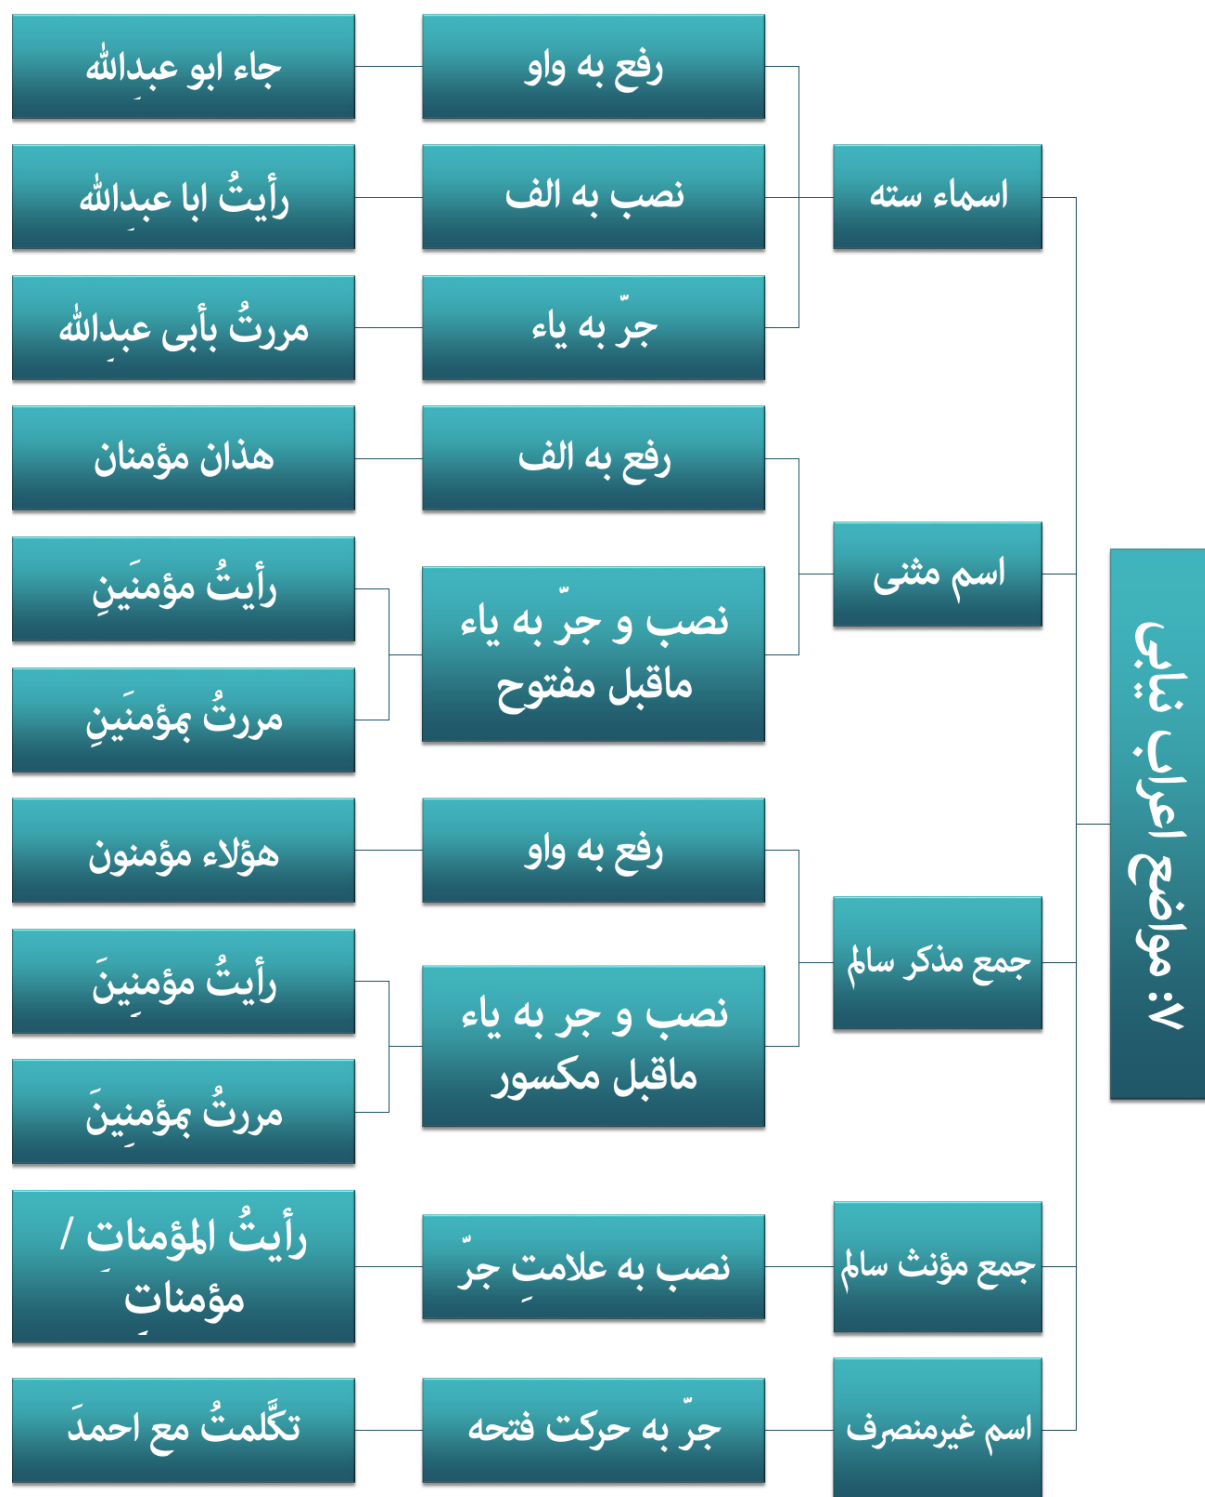 ۷: مواضع اعراب نیابی
اسماء سته
رفع به واو
جاء ابو عبدِالله
نصب به الف
رأیتُ ابا عبدِالله
جرّ به یاء
مررتُ بأبی عبدِالله
اسم مثنی
رفع به الف
هذان مؤمنان
نصب و جرّ به یاء
ماقبل مفتوح
رأیتُ مؤمنَینِ
مررتُ بمؤمنَینِ
جمع مذکر سالم
رفع به واو
هؤلاء مؤمنون
نصب و جر به یاء
ماقبل مکسور
رأیتُ مؤمنِینَ
مررتُ بمؤمنِینَ
جمع مؤنث سالم
نصب به علامتِ جرّ
رأیتُ المؤمناتِ /
مؤمناتِ
اسم غیرمنصرف
جرّ به حرکت فتحه
تکَّلمتُ مع احمدَ